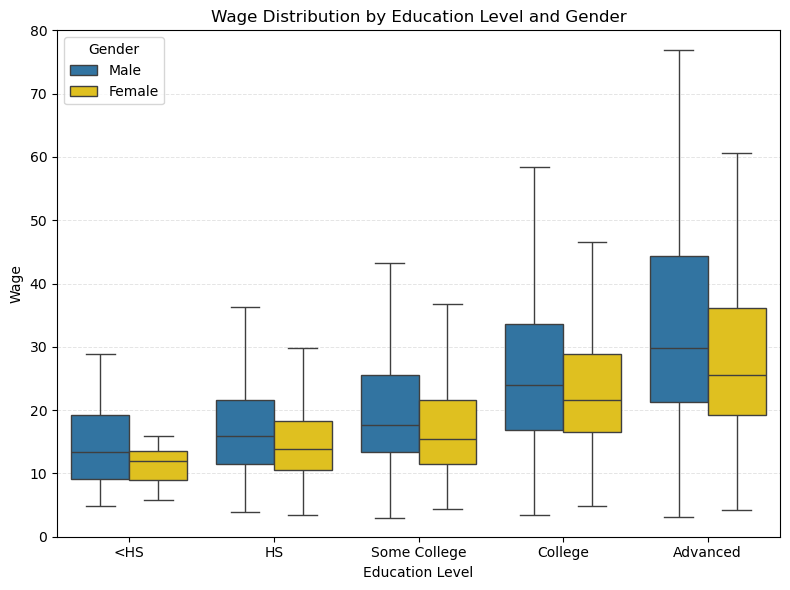 Wage Distribution by Education Level and Gender
Gender
Male
Female
Wage
80
70
60
50
40
30
20
10
0
<HS
HS
Some College
College
Advanced
Education Level